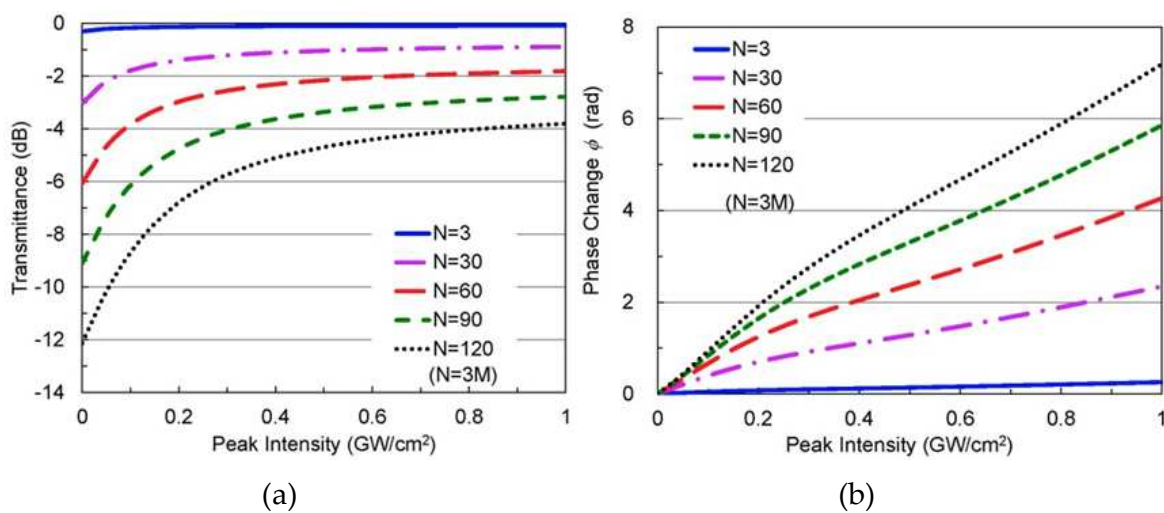 0
-2
-4
-6
-8
-10
-12
-14
Transmittance (dB)
N=3
N=30
N=60
N=90
N=120
(N=3M)
0 0.2 0.4 0.6 0.8 1
Peak Intensity (GW/cm²)
(a)
8
6
4
2
0
Phase Change ϕ (rad)
N=3
N=30
N=60
N=90
N=120
(N=3M)
0 0.2 0.4 0.6 0.8 1
Peak Intensity (GW/cm²)
(b)